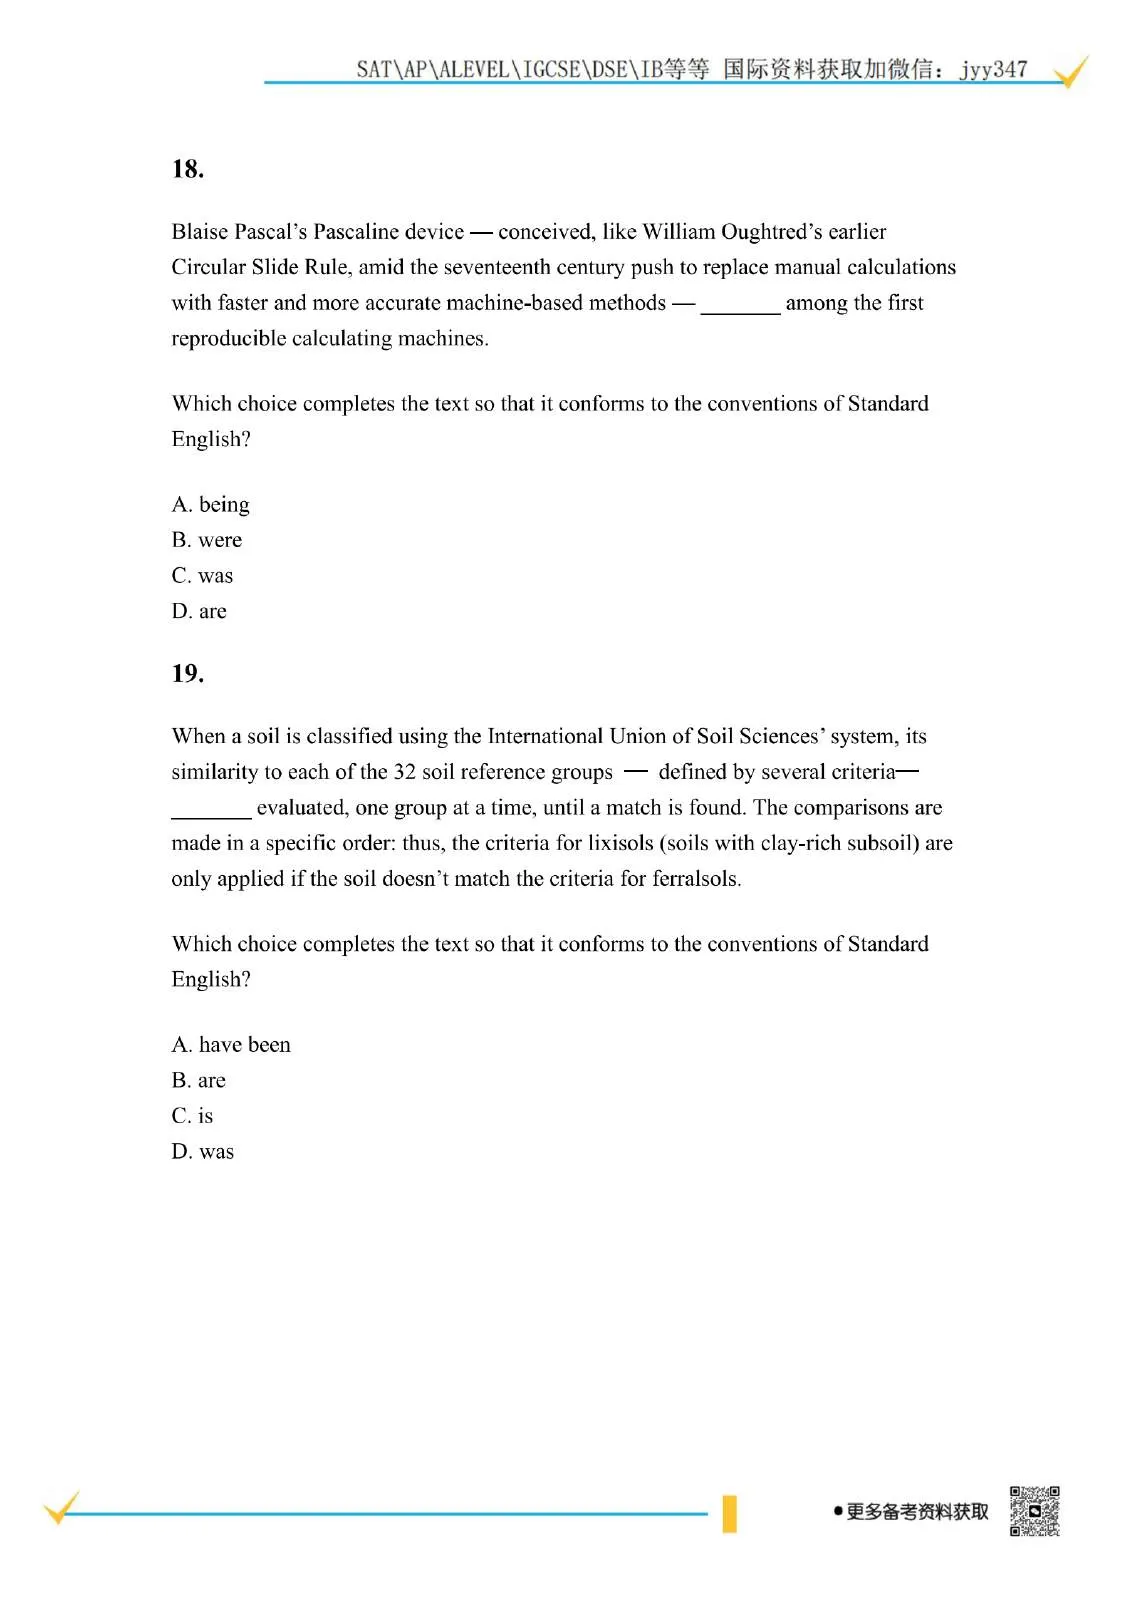 SAT\AP\ALEVEL\IGCSE\DSE\IB等等 国际资料获取加微信：jyy347
18.
Blaise Pascal’s Pascaline device — conceived, like William Oughtred’s earlier
Circular Slide Rule, amid the seventeenth century push to replace manual calculations
with faster and more accurate machine-based methods — _______ among the first
reproducible calculating machines.
Which choice completes the text so that it conforms to the conventions of Standard
English?
A. being
B. were
C. was
D. are
19.
When a soil is classified using the International Union of Soil Sciences’ system, its
similarity to each of the 32 soil reference groups — defined by several criteria—
_______ evaluated, one group at a time, until a match is found. The comparisons are
made in a specific order: thus, the criteria for lixisols (soils with clay-rich subsoil) are
only applied if the soil doesn’t match the criteria for ferralsols.
Which choice completes the text so that it conforms to the conventions of Standard
English?
A. have been
B. are
C. is
D. was
•更多备考资料获取